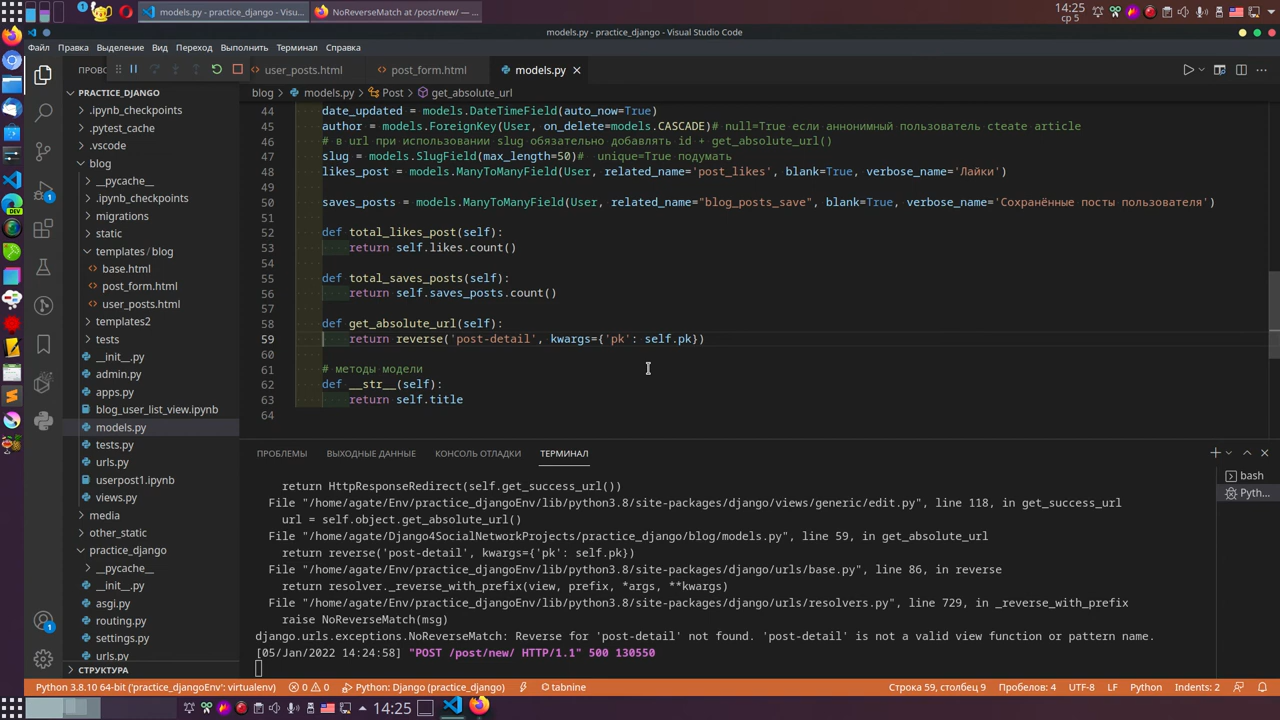 14:25
ср 5
models.py - practice_django - Visu...
NoReverseMatch at /post/new/ — ...
models.py - practice_django - Visual Studio Code
Файл Правка Выделение Вид Переход Выполнить Терминал Справка
ПРОВО
user_posts.html post_form.html models.py
PRACTICE_DJANGO
blog > models.py > Post > get_absolute_url
.ipynb_checkpoints
.pytest_cache
.vscode
blog
__pycache__
.ipynb_checkpoints
migrations
static
templates/blog
base.html
post_form.html
user_posts.html
templates2
tests
__init__.py
admin.py
apps.py
blog_user_list_view.ipynb
models.py
tests.py
urls.py
userpost1.ipynb
views.py
media
other_static
practice_django
__pycache__
__init__.py
asgi.py
routing.py
settings.py
urls.py
СТРУКТУРА
DEV
1
1
44 date_updated = models.DateTimeField(auto_now=True)
45 author = models.ForeignKey(User, on_delete=models.CASCADE)# null=True если аннонимный пользователь cteate article
46 # в url при использовании slug обязательно добавлять id + get_absolute_url()
47 slug = models.SlugField(max_length=50)# unique=True подумать
48 likes_post = models.ManyToManyField(User, related_name='post_likes', blank=True, verbose_name='Лайки')
49
50 saves_posts = models.ManyToManyField(User, related_name="blog_posts_save", blank=True, verbose_name='Сохранённые посты пользователя')
51
52 def total_likes_post(self):
53 return self.likes.count()
54
55 def total_saves_posts(self):
56 return self.saves_posts.count()
57
58 def get_absolute_url(self):
59 return reverse('post-detail', kwargs={'pk': self.pk})
60
61 # методы модели
62 def __str__(self):
63 return self.title
64
ПРОБЛЕМЫ ВЫХОДНЫЕ ДАННЫЕ КОНСОЛЬ ОТЛАДКИ ТЕРМИНАЛ
bash
Pyth...
return HttpResponseRedirect(self.get_success_url())
File "/home/agate/Env/practice_djangoEnv/lib/python3.8/site-packages/django/views/generic/edit.py", line 118, in get_success_url
url = self.object.get_absolute_url()
File "/home/agate/Django4SocialNetworkProjects/practice_django/blog/models.py", line 59, in get_absolute_url
return reverse('post-detail', kwargs={'pk': self.pk})
File "/home/agate/Env/practice_djangoEnv/lib/python3.8/site-packages/django/urls/base.py", line 86, in reverse
return resolver._reverse_with_prefix(view, prefix, *args, **kwargs)
File "/home/agate/Env/practice_djangoEnv/lib/python3.8/site-packages/django/urls/resolvers.py", line 729, in _reverse_with_prefix
raise NoReverseMatch(msg)
django.urls.exceptions.NoReverseMatch: Reverse for 'post-detail' not found. 'post-detail' is not a valid view function or pattern name.
[05/Jan/2022 14:24:58] "POST /post/new/ HTTP/1.1" 500 130550
Python 3.8.10 64-bit ('practice_djangoEnv': virtualenv) 0 0 Python: Django (practice_django) tabnine
Строка 59, столбец 9 Пробелов: 4 UTF-8 LF Python Indents: 2
14:25